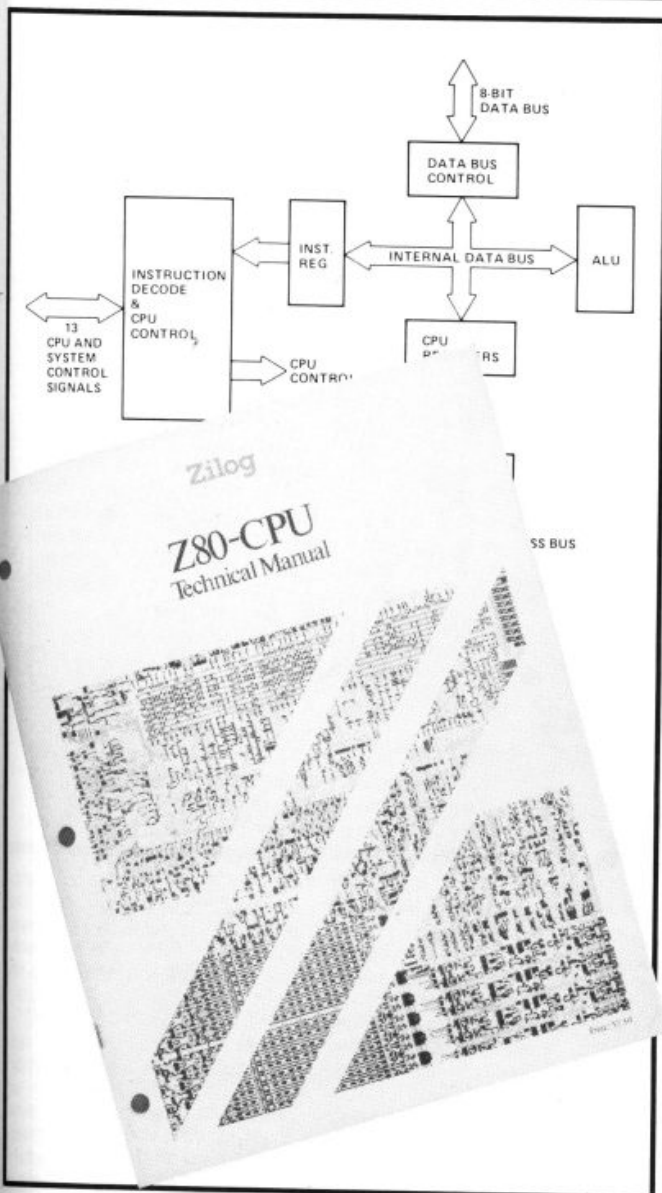 8-BIT
DATA BUS
DATA BUS
CONTROL
INSTRUCTION
DECODE
&
CPU
CONTROL
INST.
REG
INTERNAL DATA BUS
ALU
13
CPU AND
SYSTEM
CONTROL
SIGNALS
CPU
CONTROL
CPU
SS BUS
Zilog
Z80-CPU
Technical Manual